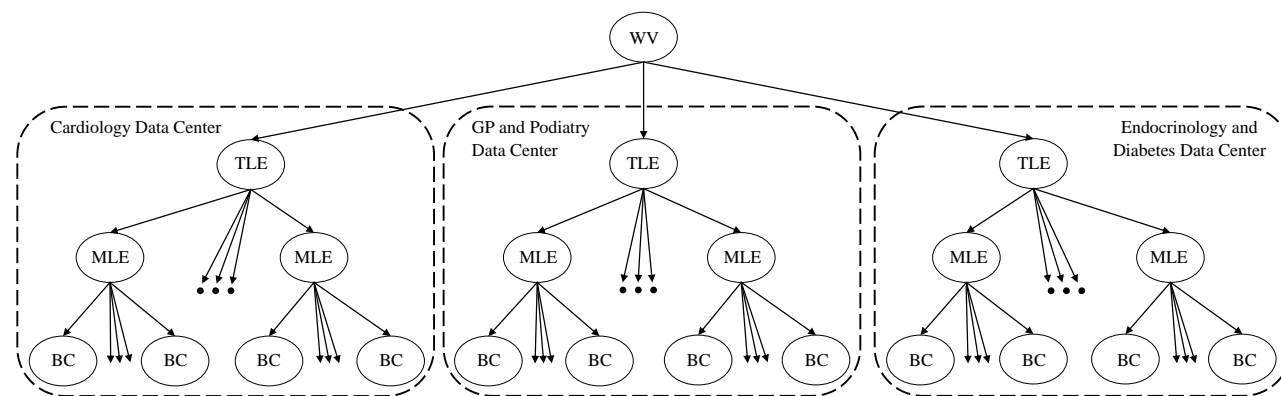 WV
Cardiology Data Center
GP and Podiatry
Data Center
Endocrinology and
Diabetes Data Center
TLE
TLE
TLE
MLE
MLE
MLE
MLE
MLE
MLE
BC
BC
BC
BC
BC
BC
BC
BC
BC
BC
BC
BC